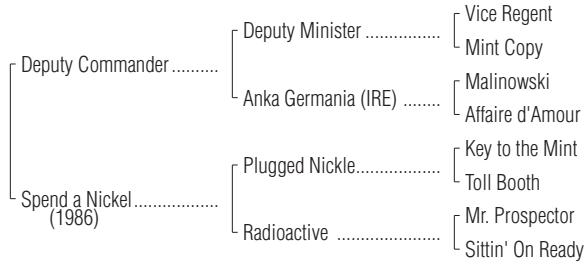 Vice Regent
Deputy Minister ................
Mint Copy
Deputy Commander ..........
Malinowski
Anka Germania (IRE) ........
Affaire d'Amour
Key to the Mint
Plugged Nickle..................
Toll Booth
Spend a Nickel..................
(1986)
Mr. Prospector
Radioactive ......................
Sittin' On Ready